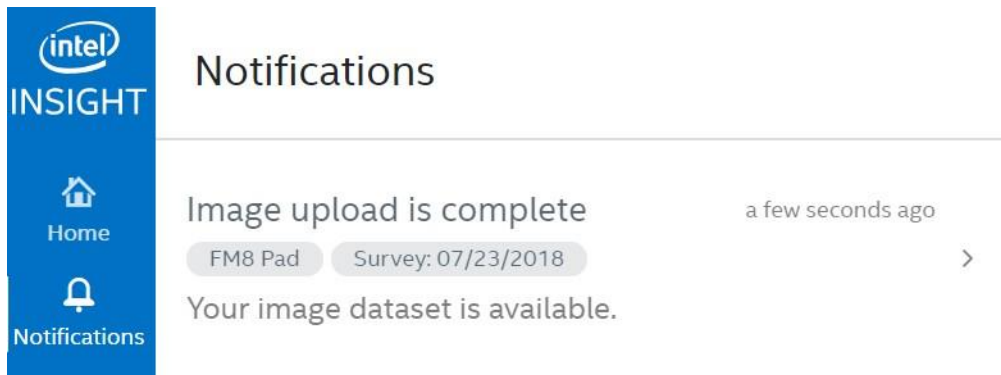 intel
INSIGHT
Home
Notifications
Notifications
Image upload is complete
a few seconds ago
FM8 Pad
Survey: 07/23/2018
Your image dataset is available.